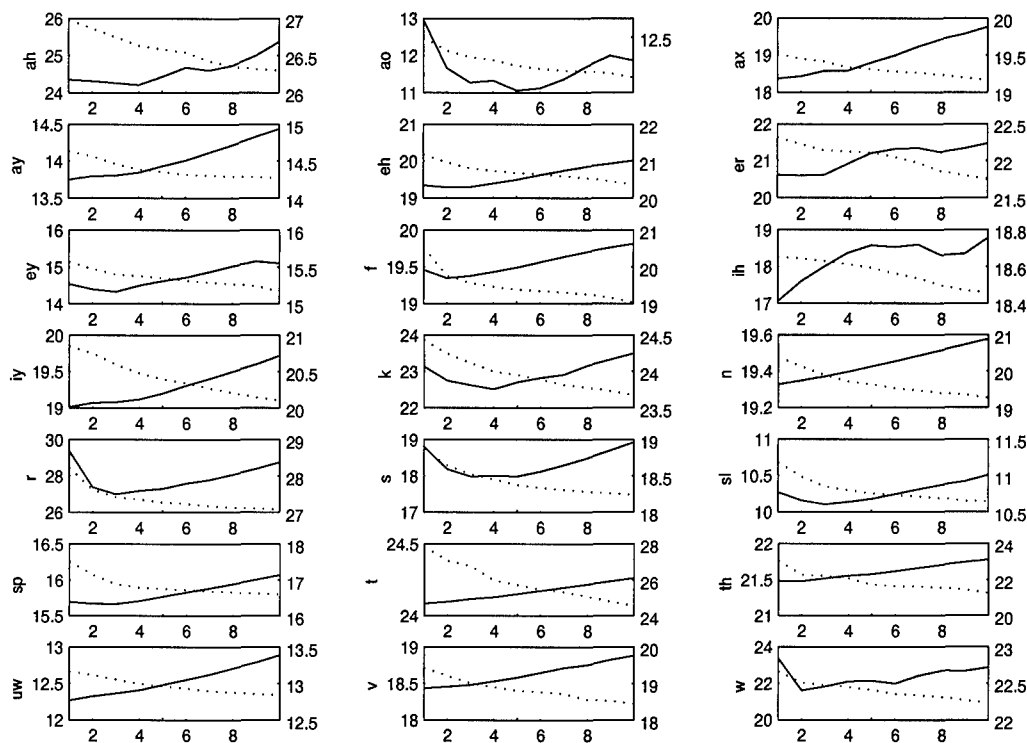 26 27
ah 25 26.5
24 26
2 4 6 8
13
ao 12 12.5
11
2 4 6 8
20 20
ax 19 19.5
18 19
2 4 6 8
14.5 15
ay 14 14.5
13.5 14
2 4 6 8
21 22
eh 20 21
19 20
2 4 6 8
22 22.5
er 21 22
20 21.5
2 4 6 8
16 16
ey 15 15.5
14 15
2 4 6 8
20 21
f 19.5 20
19 19
2 4 6 8
19 18.8
ih 18 18.6
17 18.4
2 4 6 8
20 21
iy 19.5 20.5
19 20
2 4 6 8
24 24.5
k 23 24
22 23.5
2 4 6 8
19.6 21
n 19.4 20
19.2 19
2 4 6 8
30 29
r 28 28
26 27
2 4 6 8
19 19
s 18 18.5
17 18
2 4 6 8
11 11.5
sl 10.5 11
10 10.5
2 4 6 8
16.5 18
sp 16 17
15.5 16
2 4 6 8
24.5 28
t 26
24 24
2 4 6 8
22 24
th 21.5 22
21 20
2 4 6 8
13 13.5
uw 12.5 13
12 12.5
2 4 6 8
19 20
v 18.5 19
18 18
2 4 6 8
24 23
w 22 22.5
20 22
2 4 6 8